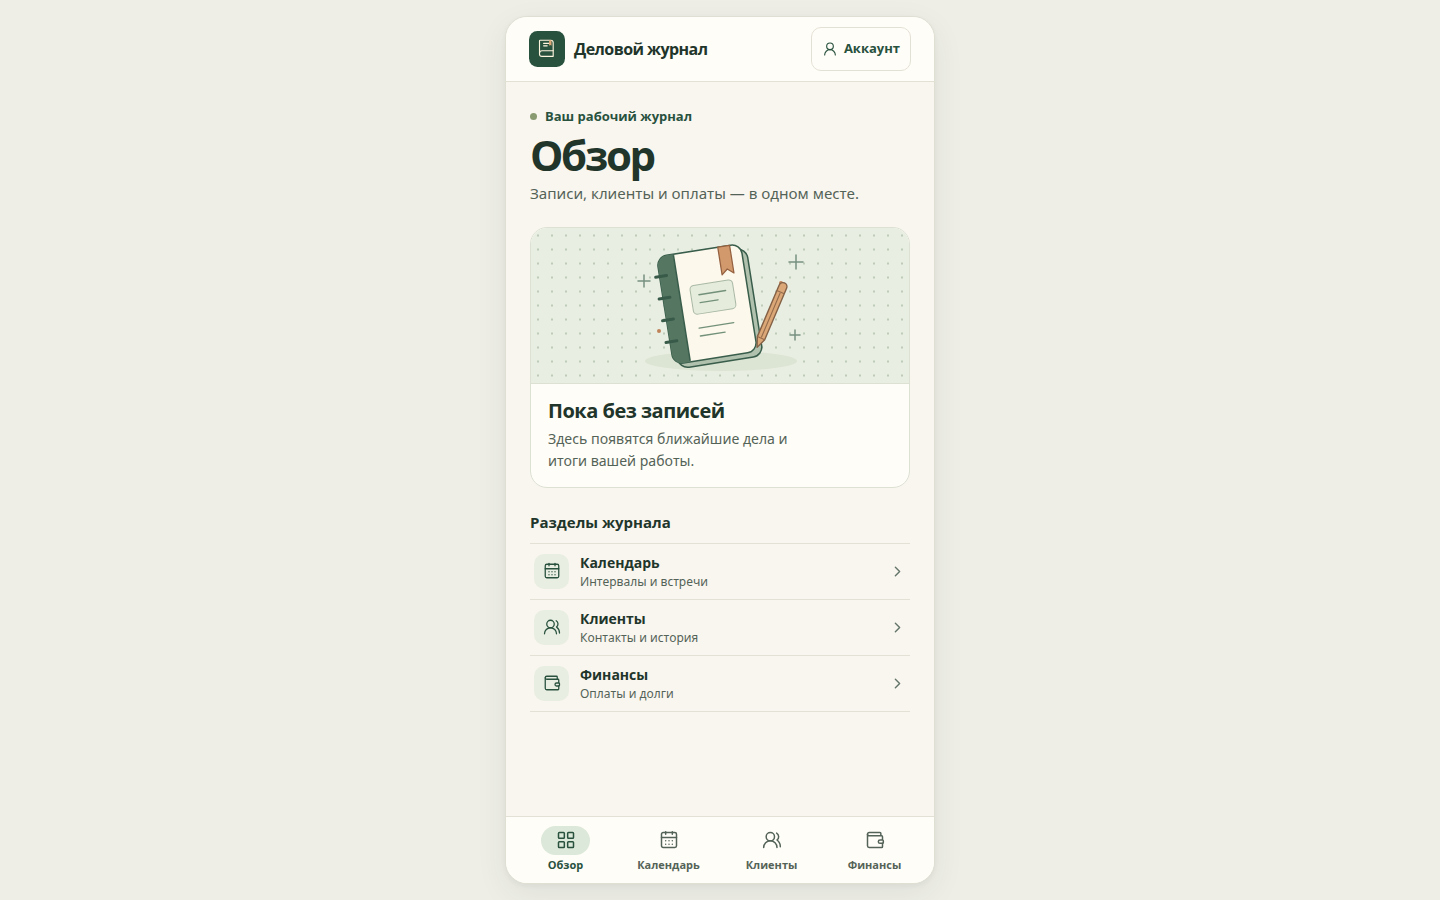 Деловой журнал
Аккаунт
Ваш рабочий журнал
Обзор
Записи, клиенты и оплаты — в одном месте.
Пока без записей
Здесь появятся ближайшие дела и
итоги вашей работы.
Разделы журнала
Календарь
Интервалы и встречи
Клиенты
Контакты и история
Финансы
Оплаты и долги
Обзор
Календарь
Клиенты
Финансы